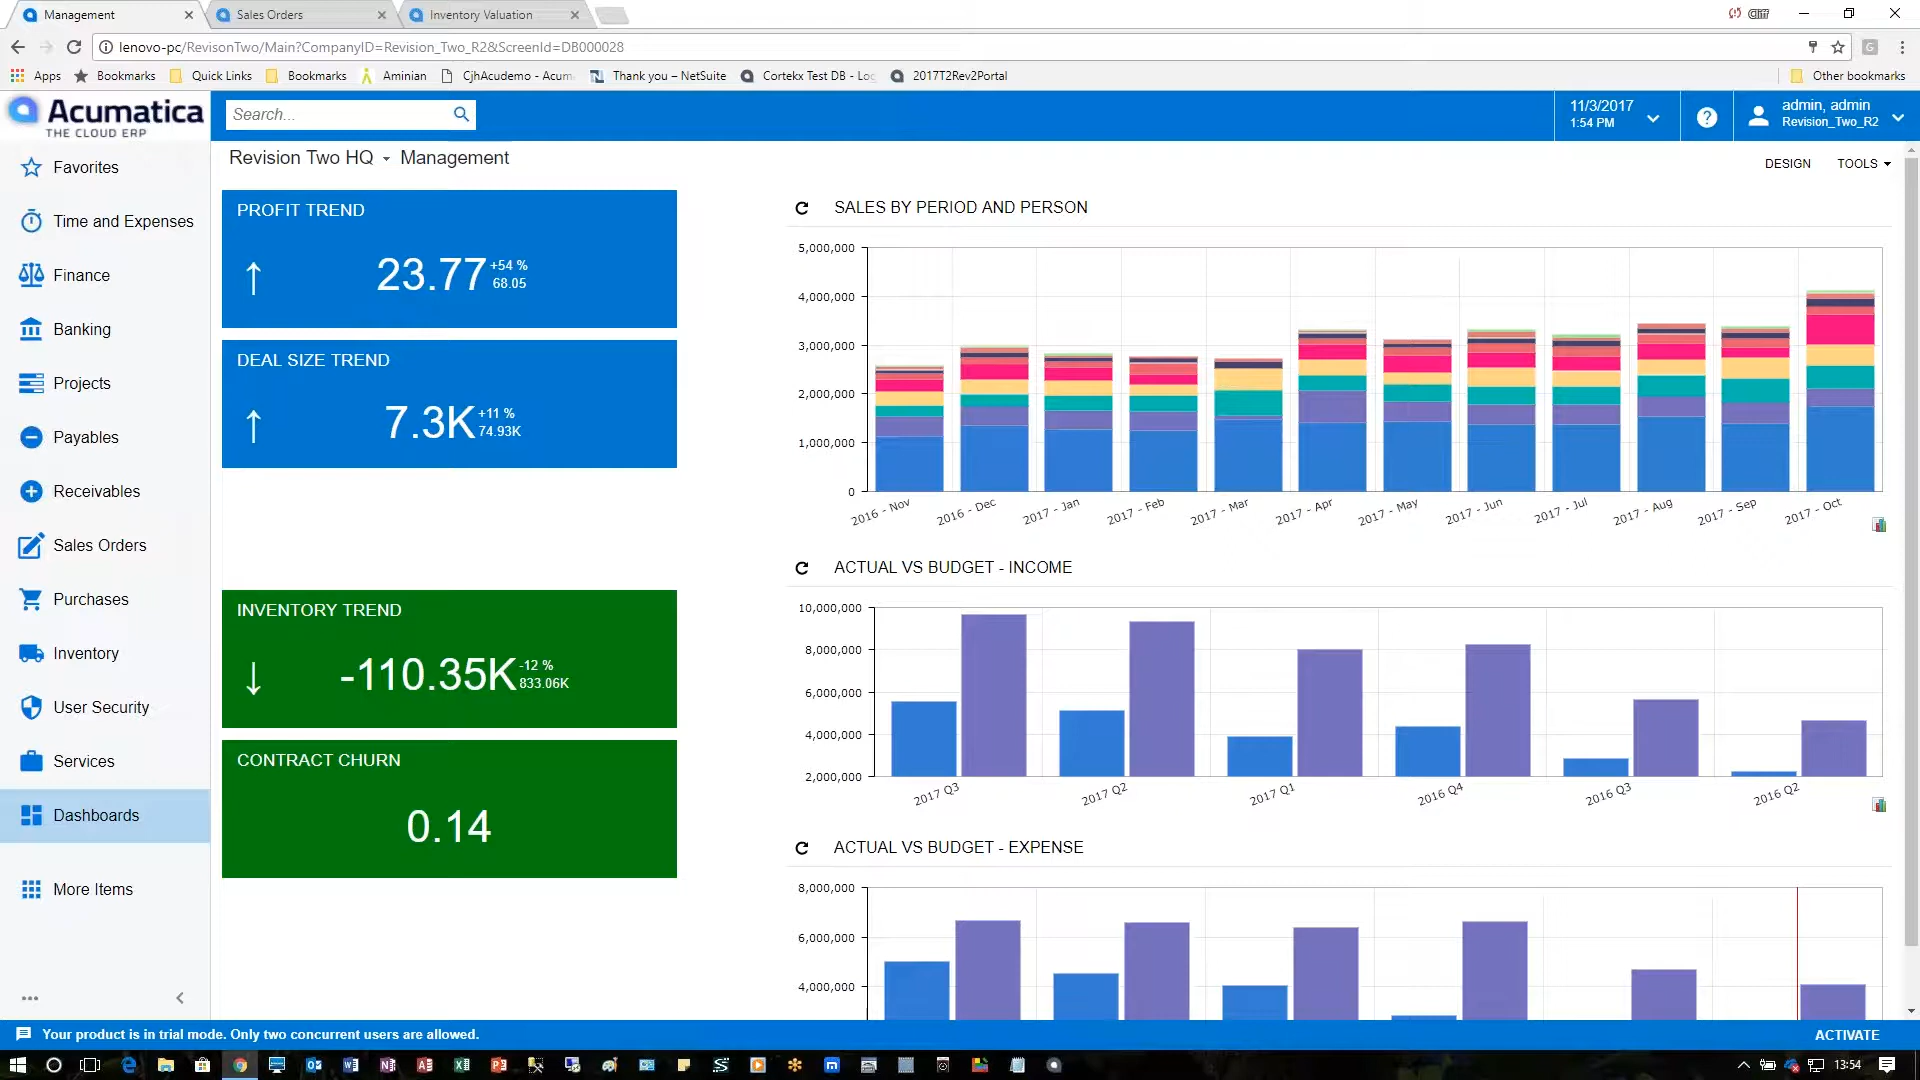 Management
Sales Orders
Inventory Valuation
lenovo-pc/RevisonTwo/Main?CompanyID=Revision_Two_R2&ScreenId=DB000028
Apps
Bookmarks
Quick Links
Bookmarks
Aminian
CjhAcudemo - Acum
Thank you – NetSuite
Cortekx Test DB - Log
2017T2Rev2Portal
Other bookmarks
Acumatica
THE CLOUD ERP
Search...
11/3/2017
1:54 PM
?
admin, admin
Revision_Two_R2
Revision Two HQ
Management
DESIGN
TOOLS
Favorites
Time and Expenses
Finance
Banking
Projects
Payables
Receivables
Sales Orders
Purchases
Inventory
User Security
Services
Dashboards
More Items
PROFIT TREND
23.77
+54 %
68.05
DEAL SIZE TREND
7.3K
+11 %
74.93K
INVENTORY TREND
-110.35K
-12 %
833.06K
CONTRACT CHURN
0.14
SALES BY PERIOD AND PERSON
5,000,000
4,000,000
3,000,000
2,000,000
1,000,000
0
2016 - Nov
2016 - Dec
2017 - Jan
2017 - Feb
2017 - Mar
2017 - Apr
2017 - May
2017 - Jun
2017 - Jul
2017 - Aug
2017 - Sep
2017 - Oct
ACTUAL VS BUDGET - INCOME
10,000,000
8,000,000
6,000,000
4,000,000
2,000,000
2017 Q3
2017 Q2
2017 Q1
2016 Q4
2016 Q3
2016 Q2
ACTUAL VS BUDGET - EXPENSE
8,000,000
6,000,000
4,000,000
Your product is in trial mode. Only two concurrent users are allowed.
ACTIVATE
13:54